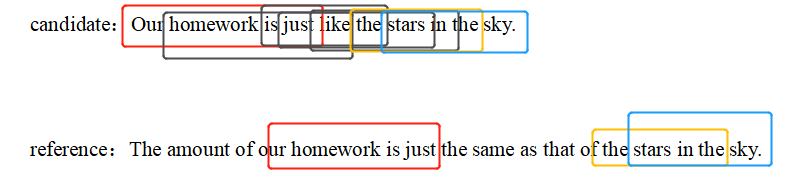 candidate：Our homework is just like the stars in the sky.
reference：The amount of our homework is just the same as that of the stars in the sky.